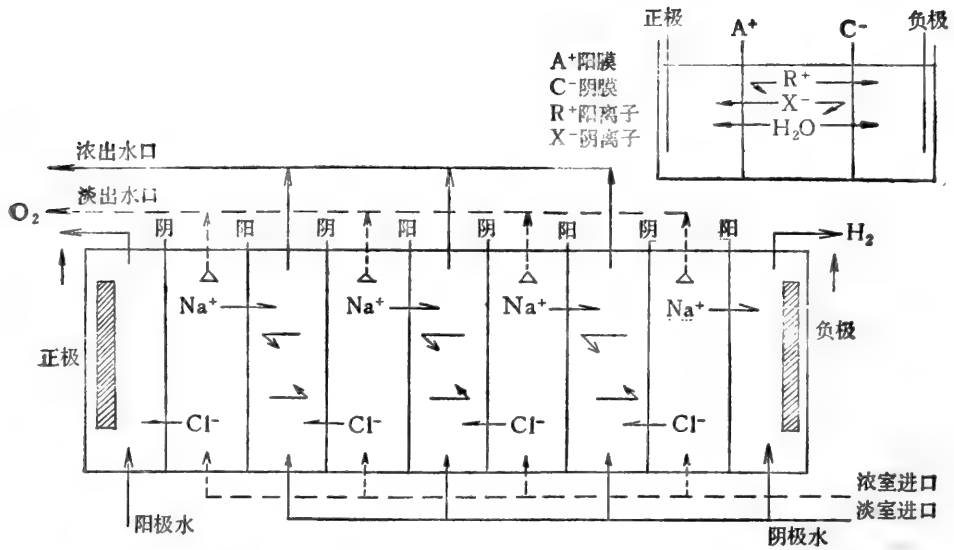 正极
负极
A⁺
C⁻
A⁺阳膜
C⁻阴膜
R⁺阳离子
X⁻阴离子
R⁺
X⁻
H₂O
浓出水口
淡出水口
O₂
阴
阳
阴
阳
阴
阳
阴
阳
H₂
Na⁺
Na⁺
Na⁺
Na⁺
正极
负极
Cl⁻
Cl⁻
Cl⁻
Cl⁻
浓室进口
淡室进口
阳极水
阴极水